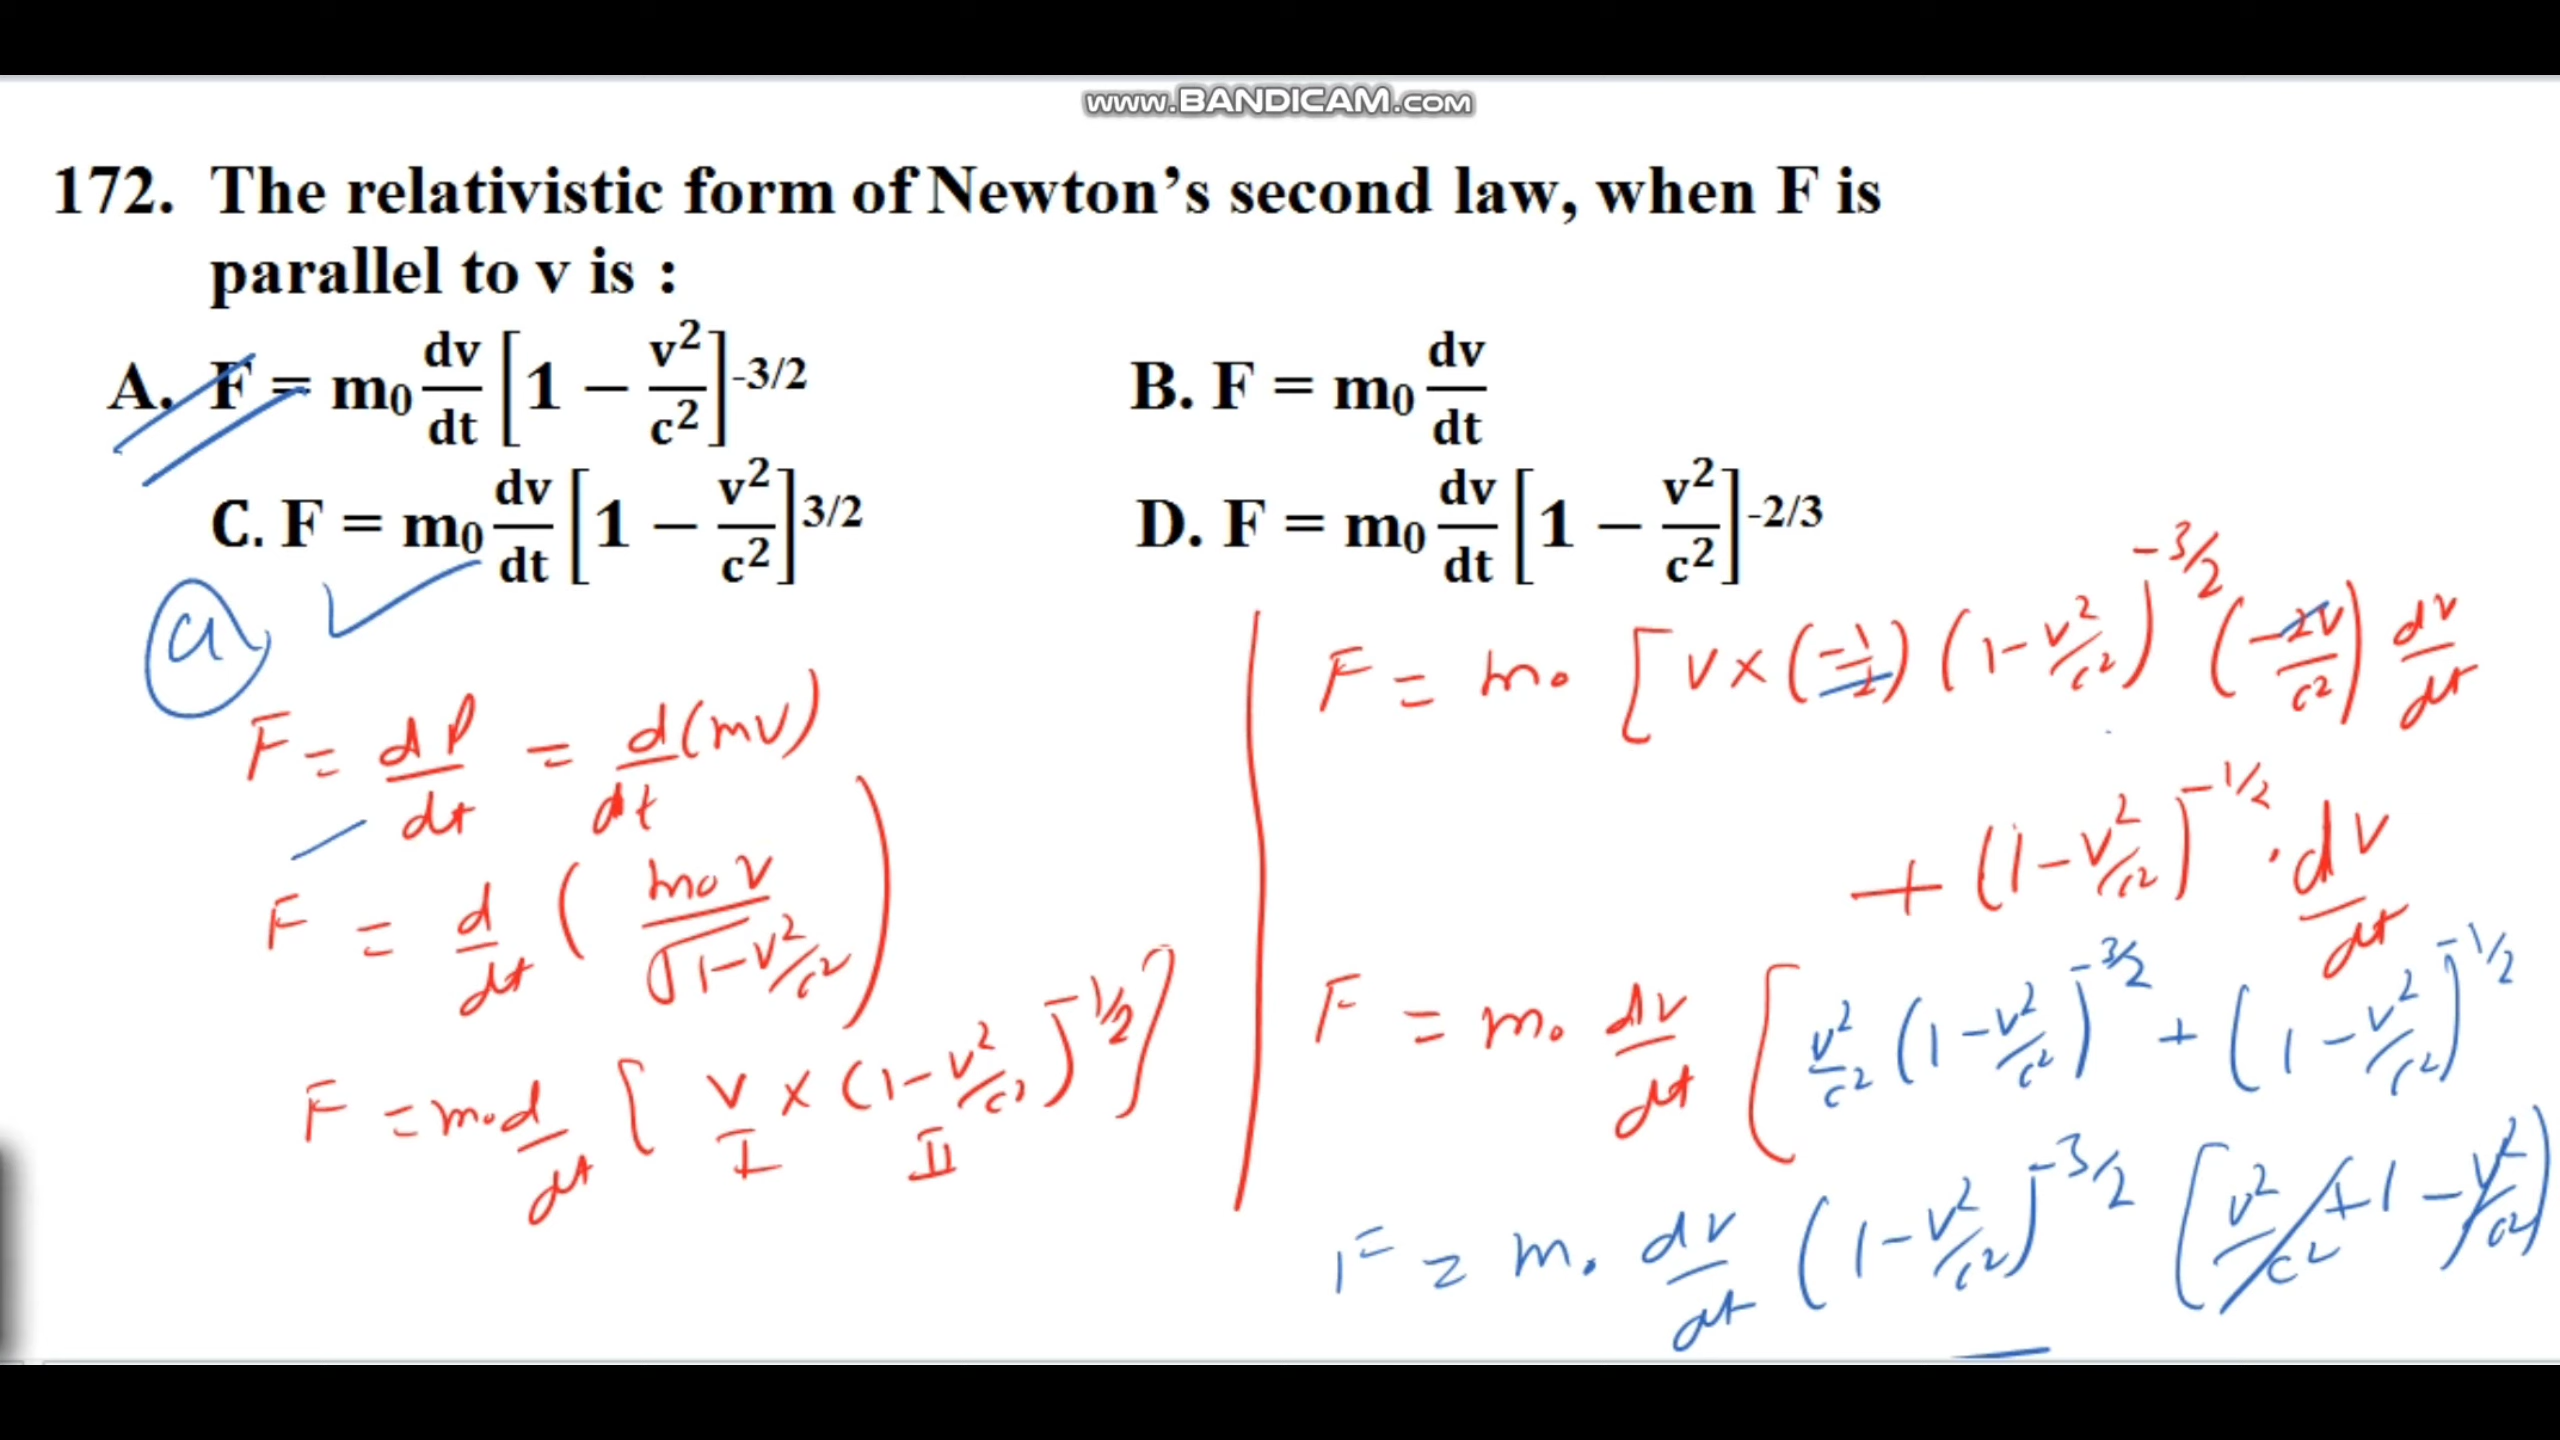 www.BANDICAM.com
172. The relativistic form of Newton's second law, when F is
parallel to v is :
A. F = m₀ dv/dt [1 − v²/c²]^-3/2
B. F = m₀ dv/dt
C. F = m₀ dv/dt [1 − v²/c²]^3/2
D. F = m₀ dv/dt [1 − v²/c²]^-2/3
a
F = dP/dt = d(mv)/dt
F = d/dt (m₀v/√1-v²/c²)
F = m₀ d/dt [v × (1-v²/c²)^-1/2]
I II
F = m₀ [v × (-1/2) (1-v²/c²)^-3/2 (-2v/c²) dv/dt
+ (1-v²/c²)^-1/2 . dv/dt
F = m₀ dv/dt [v²/c² (1-v²/c²)^-3/2 + (1-v²/c²)^-1/2
F = m₀ dv/dt (1-v²/c²)^-3/2 [v²/c² + 1 - v²/c²)